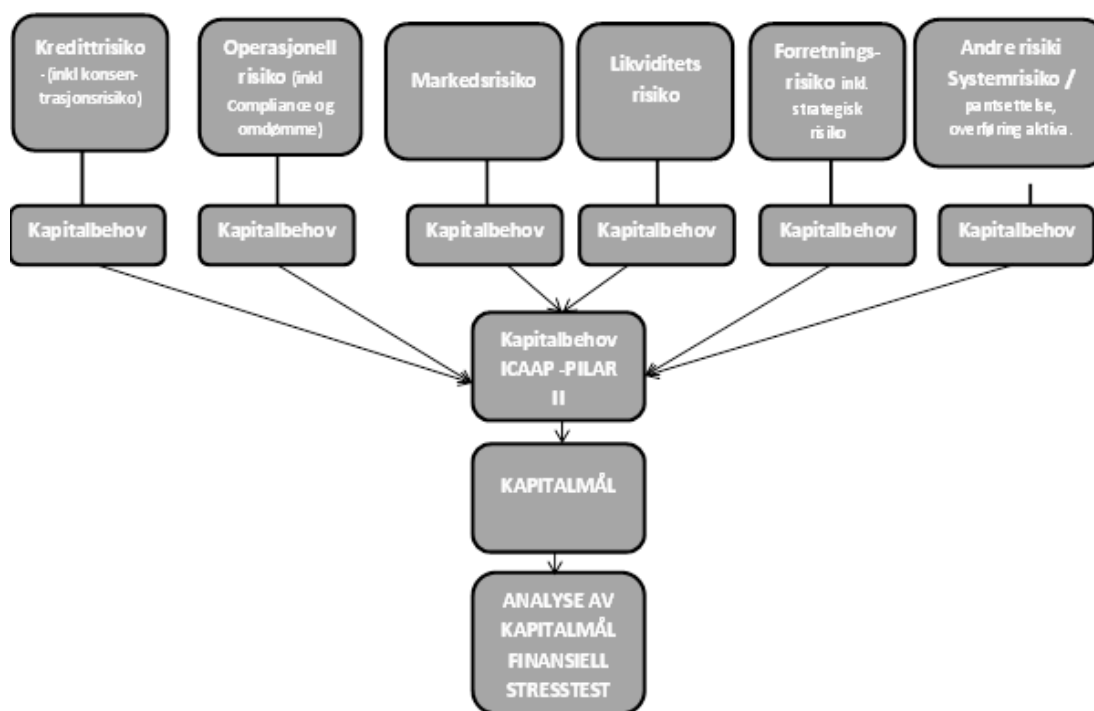 Kredittrisiko
- (inkl konsen-
trasjonsrisiko)
Operasjonell
risiko (inkl
Compliance og
omdømme)
Markedsrisiko
Likviditets
risiko
Forretnings-
risiko inkl.
strategisk
risiko
Andre risiki
Systemrisiko /
pantsettelse,
overføring aktiva.
Kapitalbehov
Kapitalbehov
Kapitalbehov
Kapitalbehov
Kapitalbehov
Kapitalbehov
Kapitalbehov
ICAAP -PILAR
II
KAPITALMÅL
ANALYSE AV
KAPITALMÅL
FINANSIELL
STRESSTEST